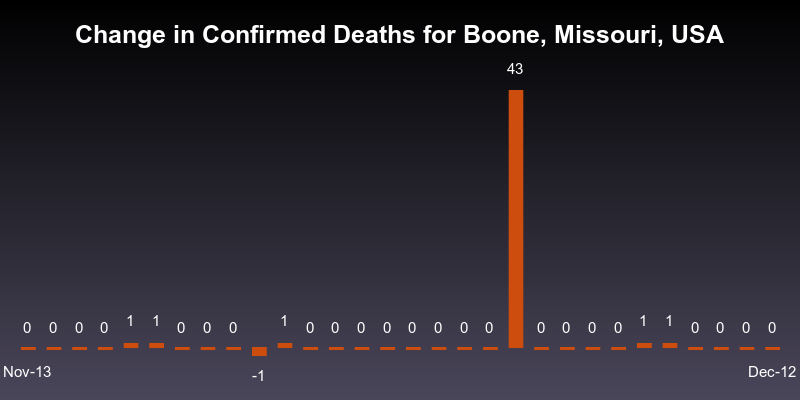 Change in Confirmed Deaths for Boone, Missouri, USA
43
0 0 0 0 1 1 0 0 0 1 0 0 0 0 0 0 0 0 0 0 0 0 1 1 0 0 0 0
Nov-13 -1 Dec-12